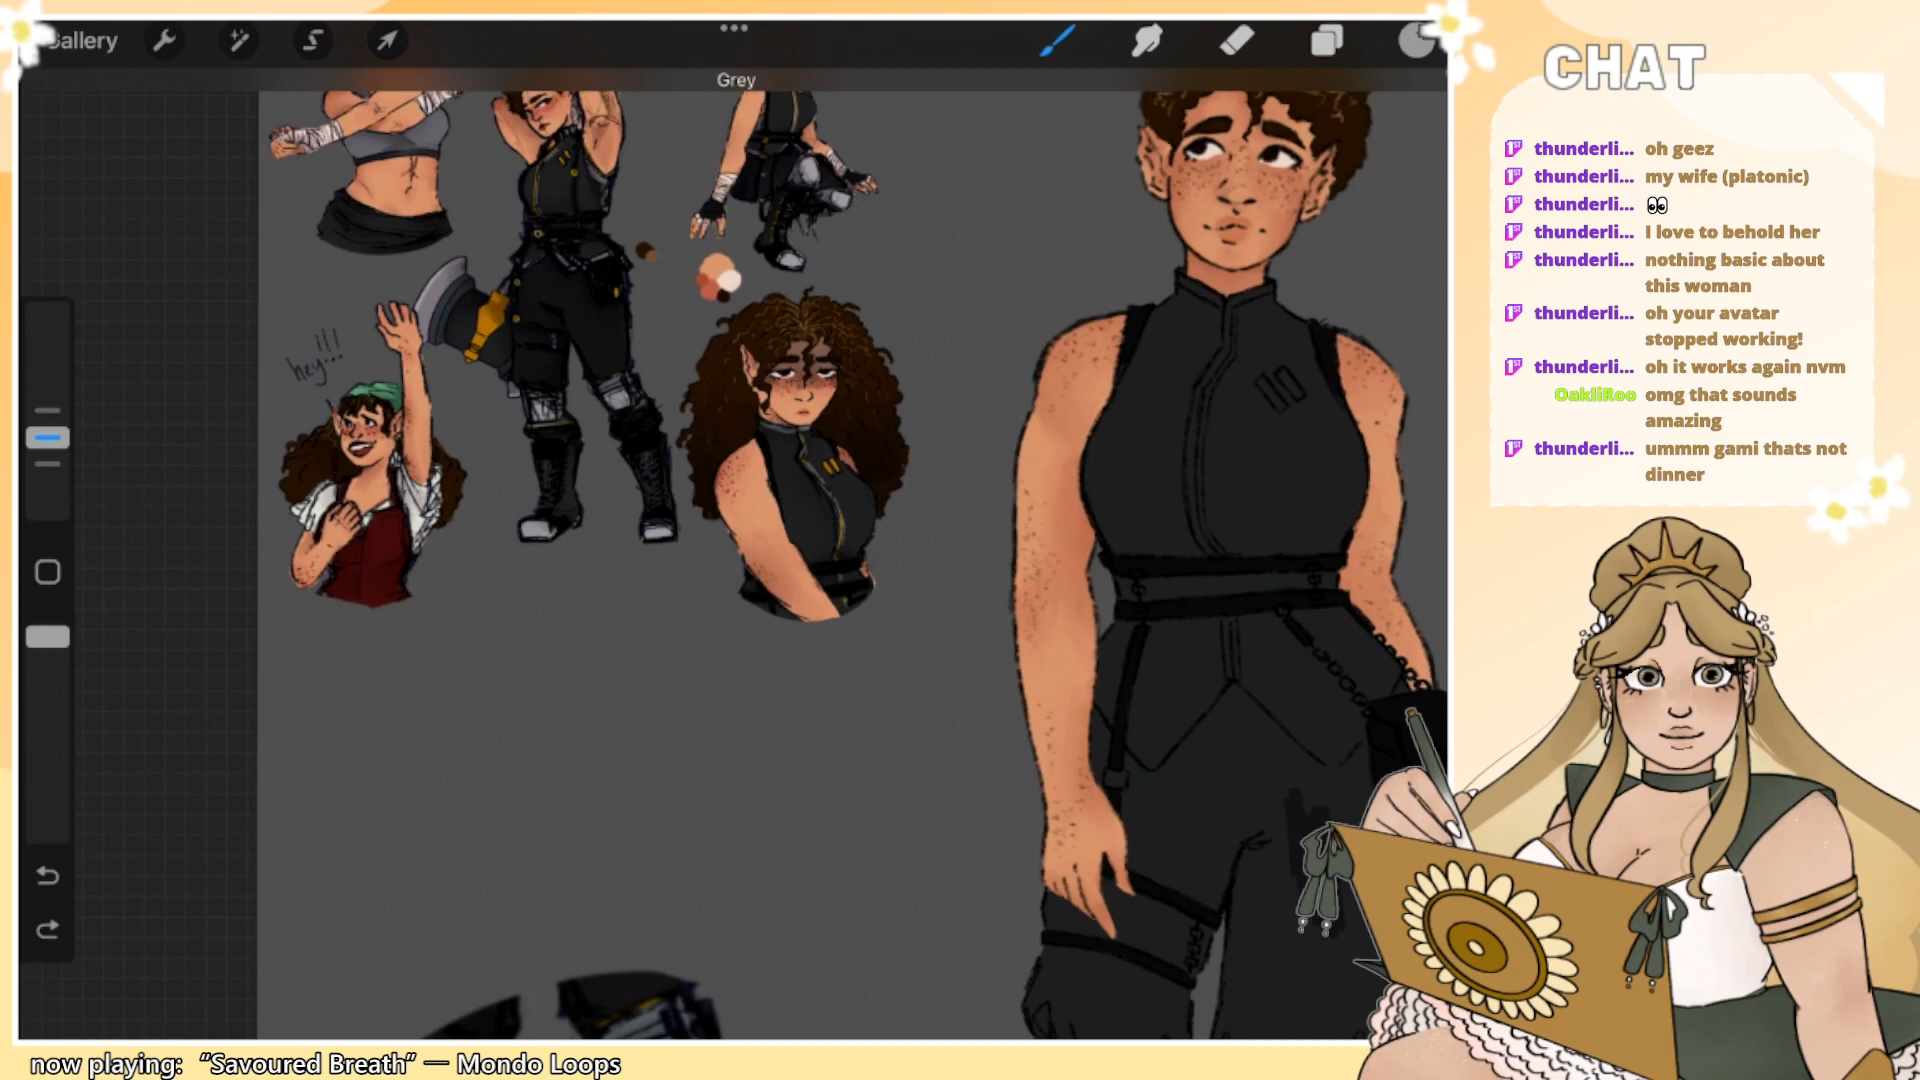 Gallery
Grey
CHAT
thunderli... oh geez
thunderli... my wife (platonic)
thunderli...
thunderli... I love to behold her
thunderli... nothing basic about
this woman
thunderli... oh your avatar
stopped working!
thunderli... oh it works again nvm
OakliRoo omg that sounds
amazing
thunderli... ummm gami thats not
dinner
hey!!!
now playing: “Savoured Breath” — Mondo Loops